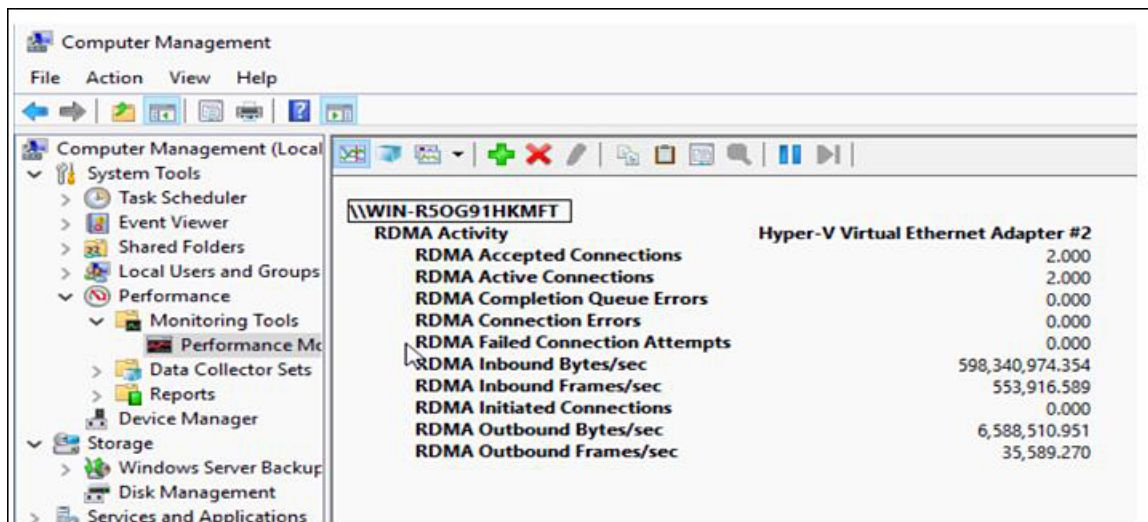 Computer Management
File Action View Help
Computer Management (Local
System Tools
Task Scheduler
Event Viewer
Shared Folders
Local Users and Groups
Performance
Monitoring Tools
Performance Mc
Data Collector Sets
Reports
Device Manager
Storage
Windows Server Backup
Disk Management
Services and Applications
\\WIN-R5OG91HKMFT
RDMA Activity Hyper-V Virtual Ethernet Adapter #2
RDMA Accepted Connections 2.000
RDMA Active Connections 2.000
RDMA Completion Queue Errors 0.000
RDMA Connection Errors 0.000
RDMA Failed Connection Attempts 0.000
RDMA Inbound Bytes/sec 598,340,974.354
RDMA Inbound Frames/sec 553,916.589
RDMA Initiated Connections 0.000
RDMA Outbound Bytes/sec 6,588,510.951
RDMA Outbound Frames/sec 35,589.270